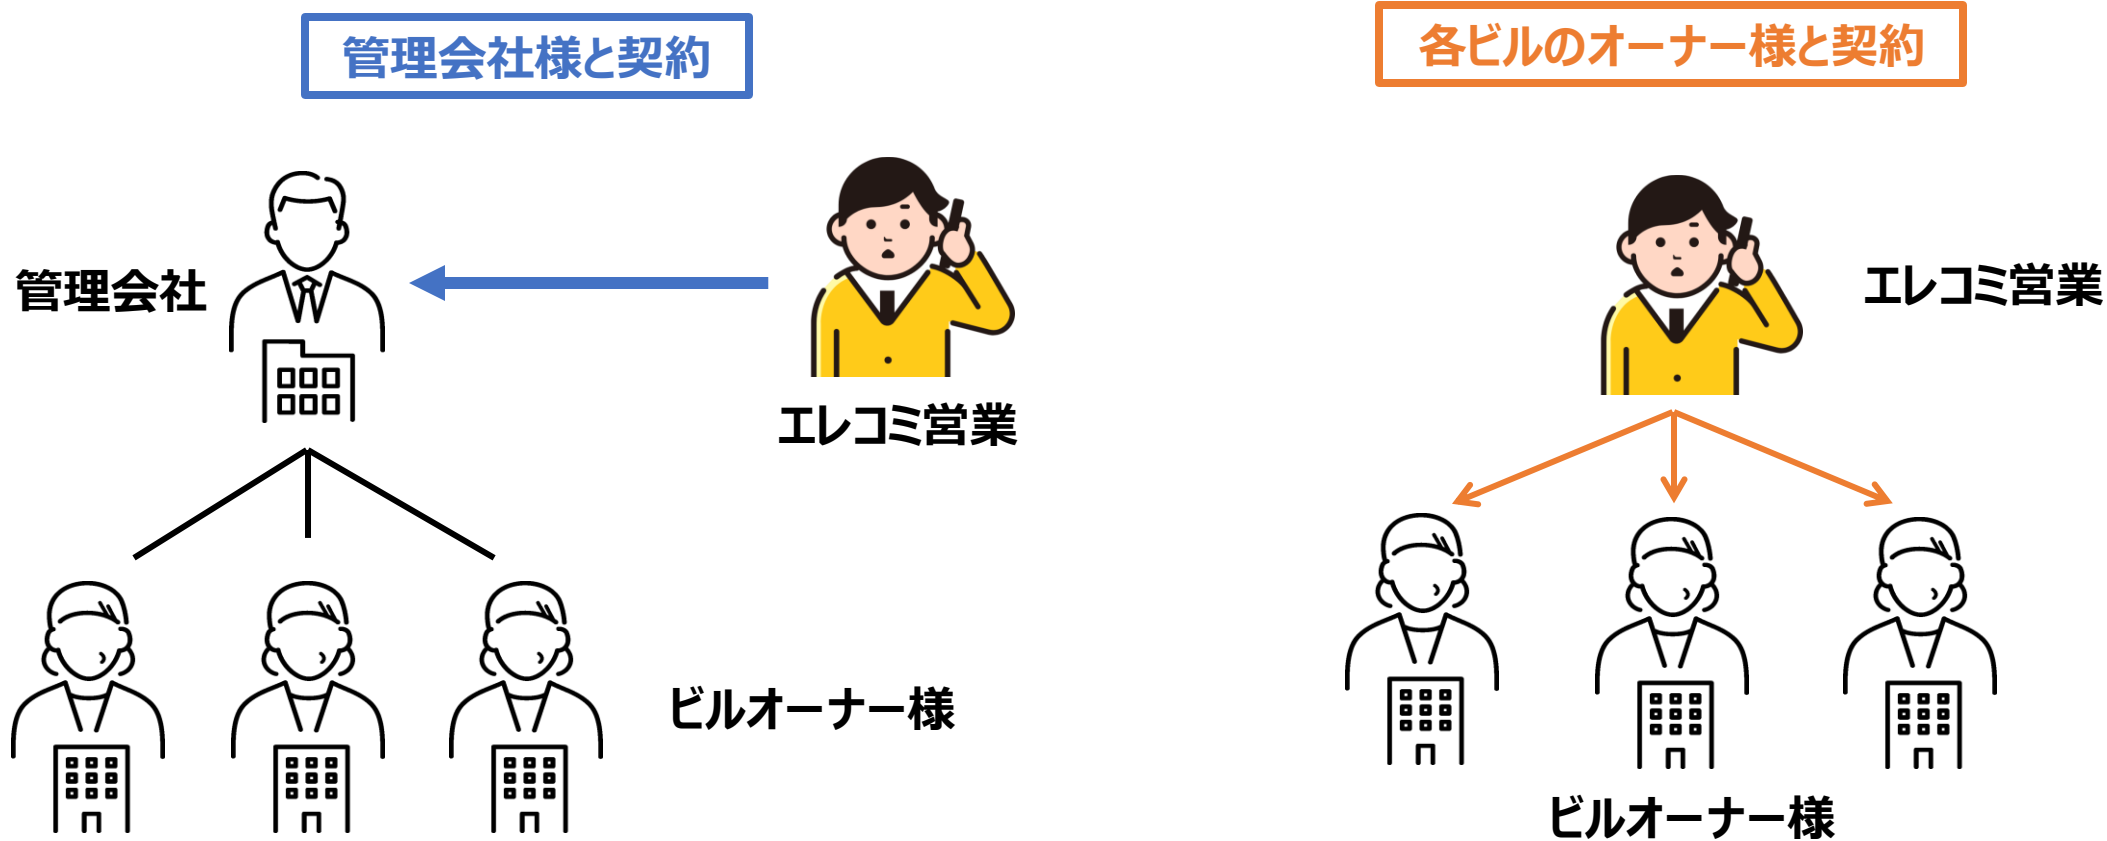 管理会社様と契約
管理会社
エレコミ営業
ビルオーナー様
各ビルのオーナー様と契約
エレコミ営業
ビルオーナー様